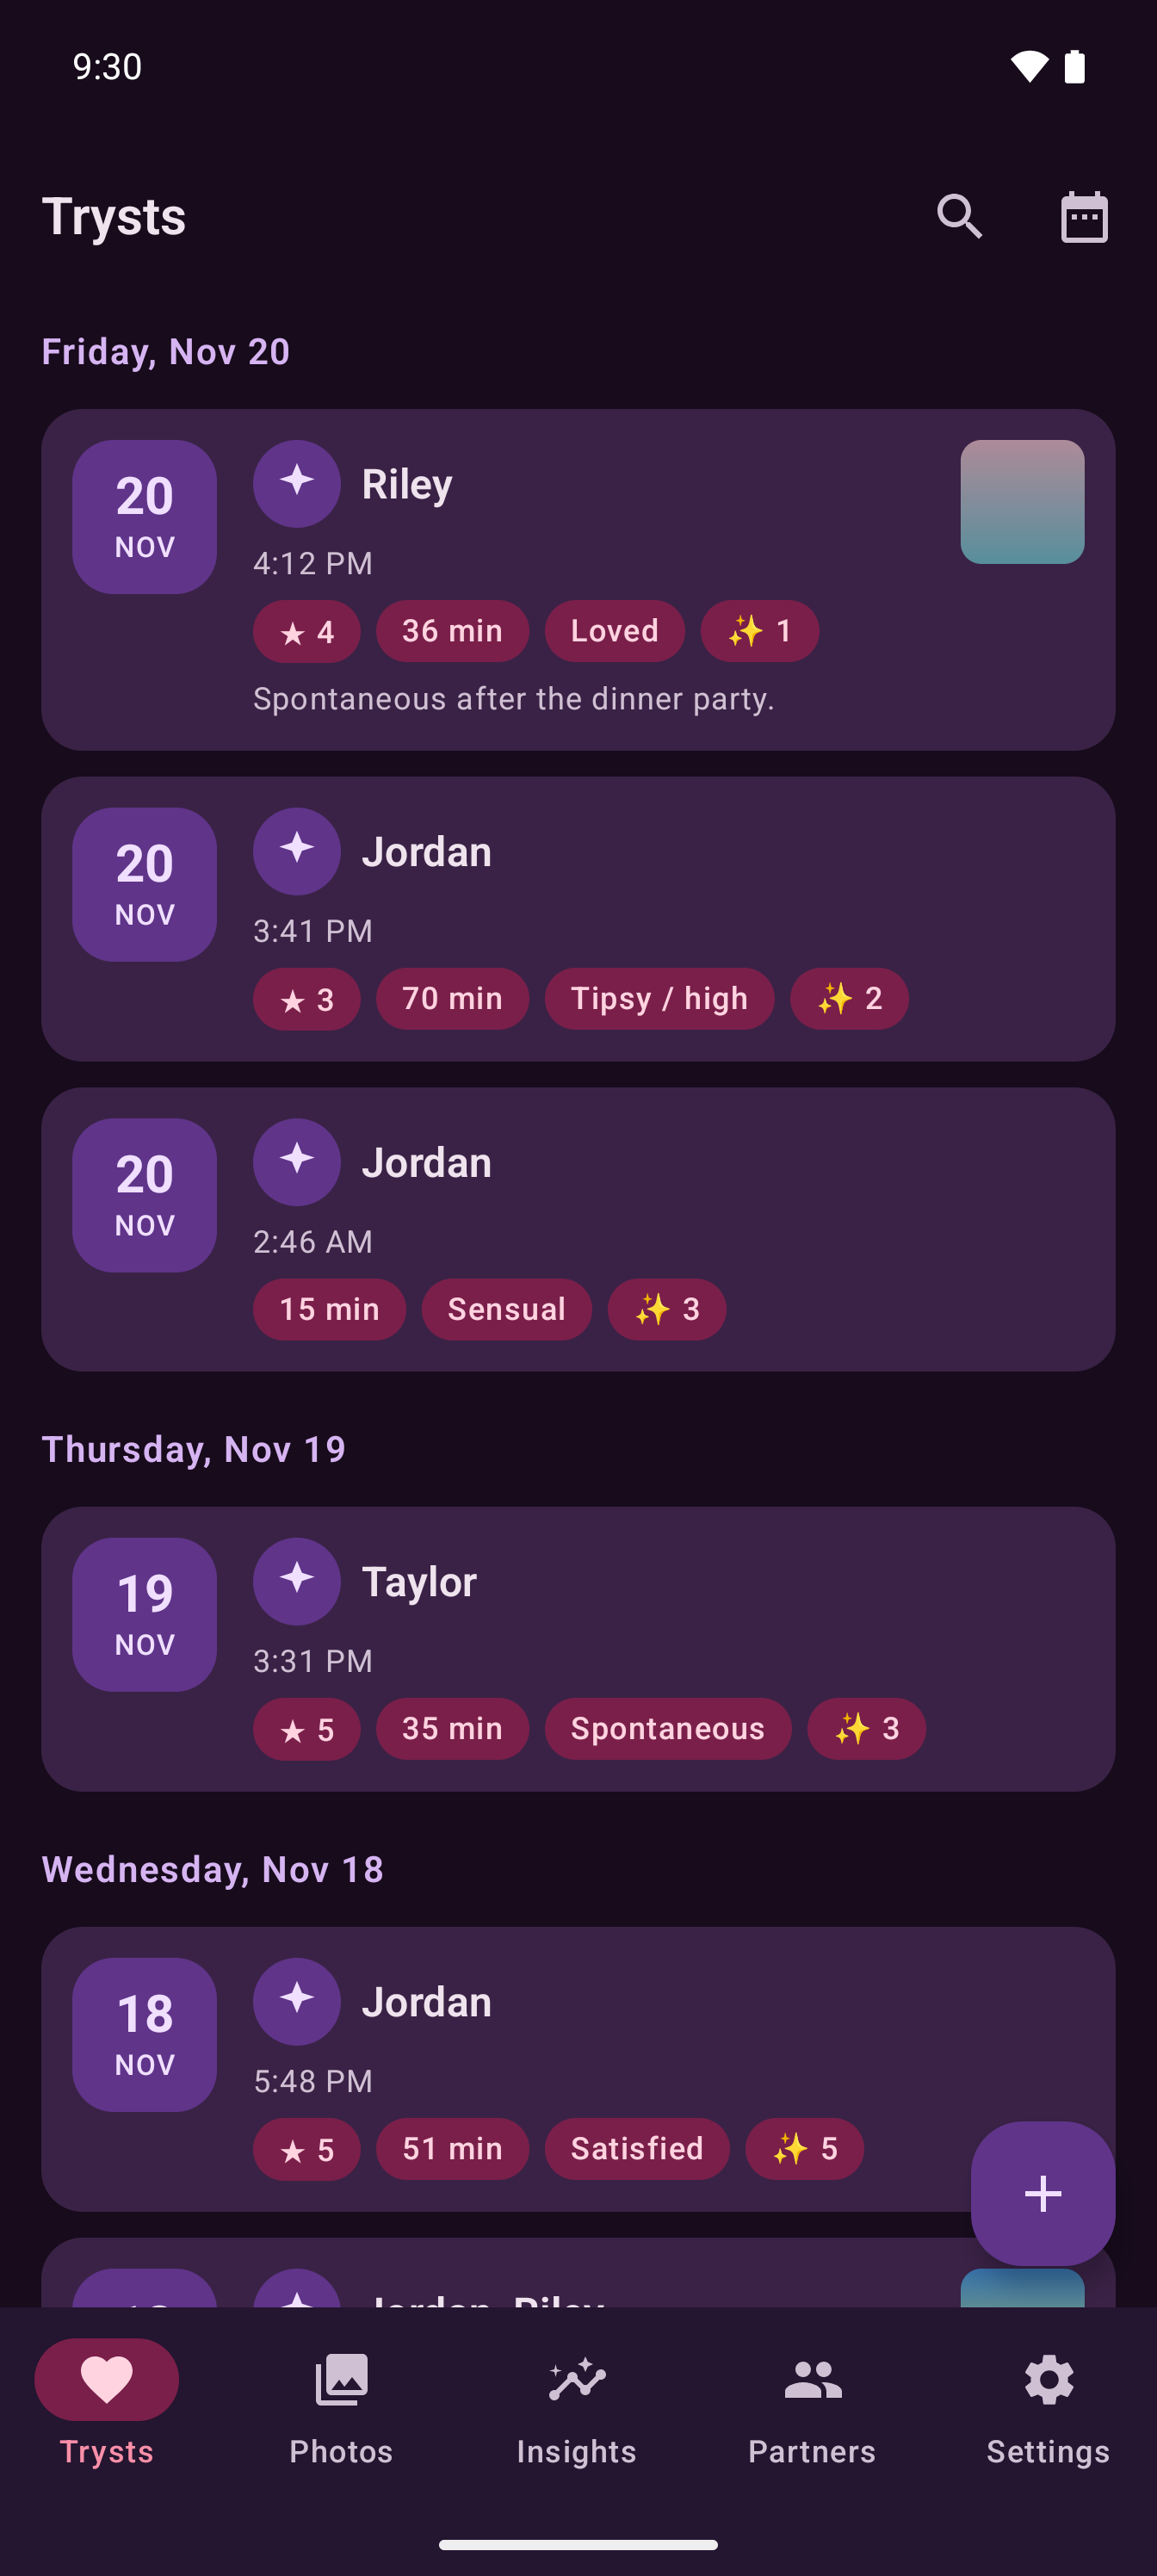 9:30
Trysts
Friday, Nov 20
20
NOV
Riley
4:12 PM
★ 4
36 min
Loved
✨ 1
Spontaneous after the dinner party.
20
NOV
Jordan
3:41 PM
★ 3
70 min
Tipsy / high
✨ 2
20
NOV
Jordan
2:46 AM
15 min
Sensual
✨ 3
Thursday, Nov 19
19
NOV
Taylor
3:31 PM
★ 5
35 min
Spontaneous
✨ 3
Wednesday, Nov 18
18
NOV
Jordan
5:48 PM
★ 5
51 min
Satisfied
✨ 5
Jordan, Riley
Trysts
Photos
Insights
Partners
Settings